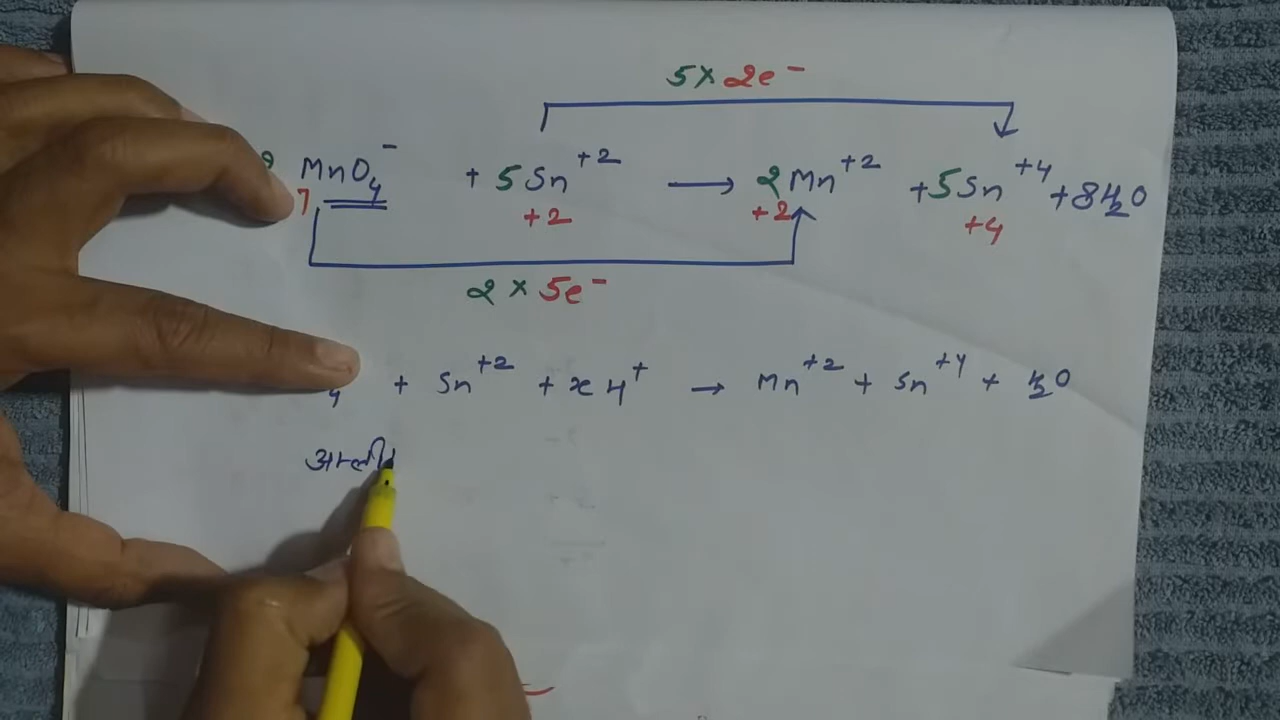 5 × 2e⁻
MnO₄⁻ + 5Sn⁺² ⟶ 2Mn⁺² + 5Sn⁺⁴ + 8H₂O
7 +2 +2 +4
2 × 5e⁻
₄ + Sn⁺² + xH⁺ → Mn⁺² + Sn⁺⁴ + H₂O